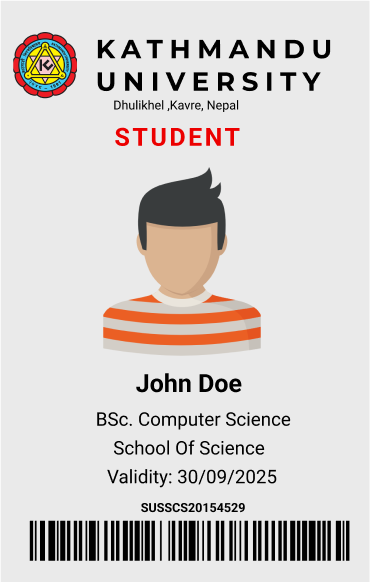 KATHMANDU
UNIVERSITY
Dhulikhel ,Kavre, Nepal
STUDENT
John Doe
BSc. Computer Science
School Of Science
Validity: 30/09/2025
SUSSCS20154529